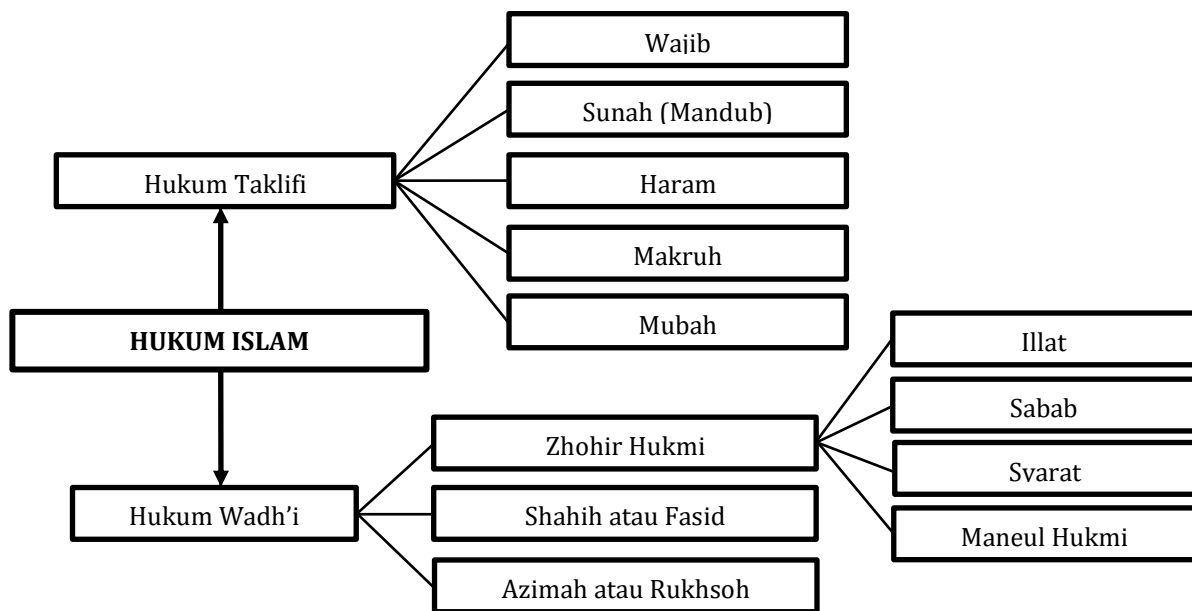 Wajib
Sunah (Mandub)
Hukum Taklifi
Haram
Makruh
Mubah
HUKUM ISLAM
Illat
Sabab
Zhohir Hukmi
Syarat
Hukum Wadh'i
Shahih atau Fasid
Maneul Hukmi
Azimah atau Rukhsoh